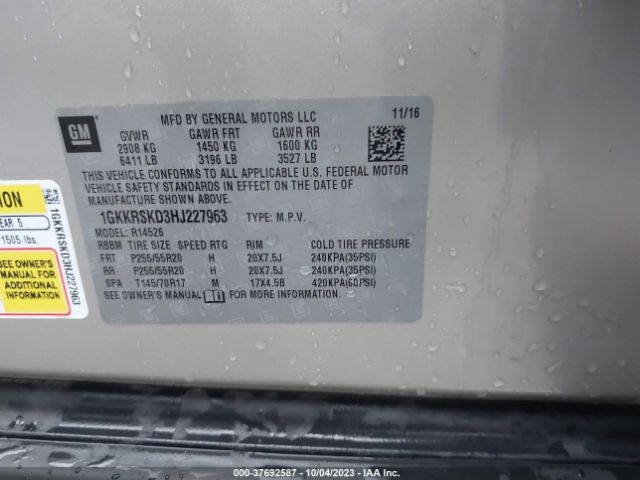 GM
MFD BY GENERAL MOTORS LLC 11/16
GVWR GAWR FRT GAWR RR
2908 KG 1450 KG 1600 KG
6411 LB 3196 LB 3527 LB
THIS VEHICLE CONFORMS TO ALL APPLICABLE U.S. FEDERAL MOTOR
VEHICLE SAFETY STANDARDS IN EFFECT ON THE DATE OF
MANUFACTURE SHOWN ABOVE.
1GKKRSKD3HJ227963 TYPE: M.P.V.
MODEL: R14526
RBBM TIRE SIZE SPEED RTG RIM COLD TIRE PRESSURE
FRT P255/55R20 H 20X7.5J 240KPA(35PSI)
RR P255/55R20 H 20X7.5J 240KPA(35PSI)
SPA T145/70R17 M 17X4.5B 420KPA(60PSI)
SEE OWNER'S MANUAL FOR MORE INFORMATION
TION
EAR 5
1505 lbs.
SEE OWNER'S
MANUAL FOR
ADDITIONAL
INFORMATION
1GKKRSKD3HJ227963
000-37692587 - 10/04/2023 - IAA Inc.